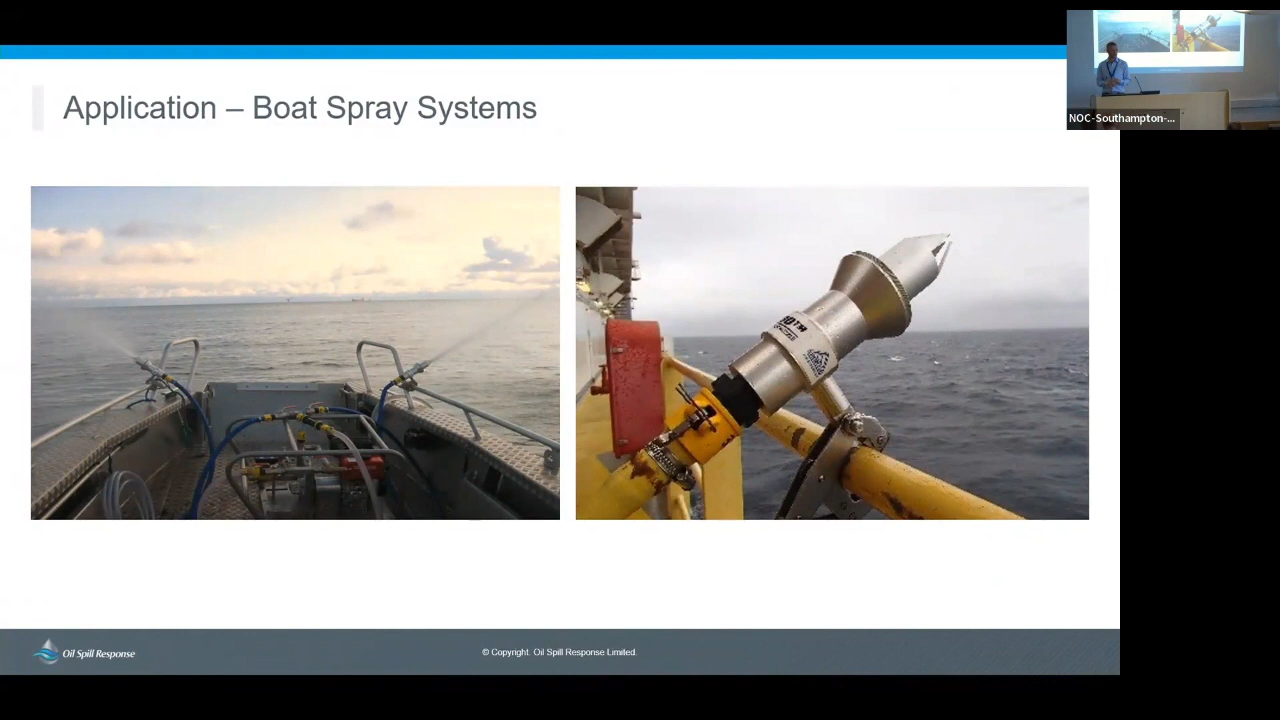 Application – Boat Spray Systems
NOC-Southampton-...
Oil Spill Response
© Copyright. Oil Spill Response Limited.